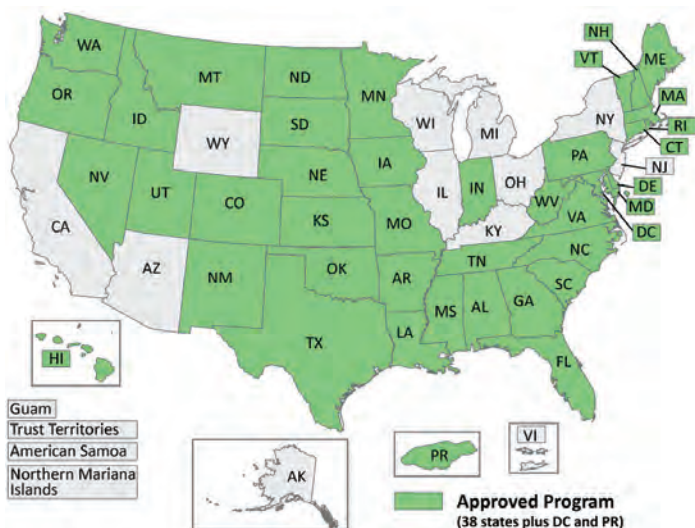 NH
VT
ME
WA
MT
ND
MN
OR
ID
SD
WI
MI
NY
MA
RI
CT
WY
NJ
IA
PA
NE
NV
UT
CO
IL
IN
OH
DE
MD
WV
VA
DC
CA
KS
MO
KY
NC
TN
AZ
NM
OK
AR
SC
MS
AL
GA
TX
LA
HI
FL
Guam
Trust Territories
American Samoa
Northern Mariana
Islands
AK
PR
VI
Approved Program
(38 states plus DC and PR)